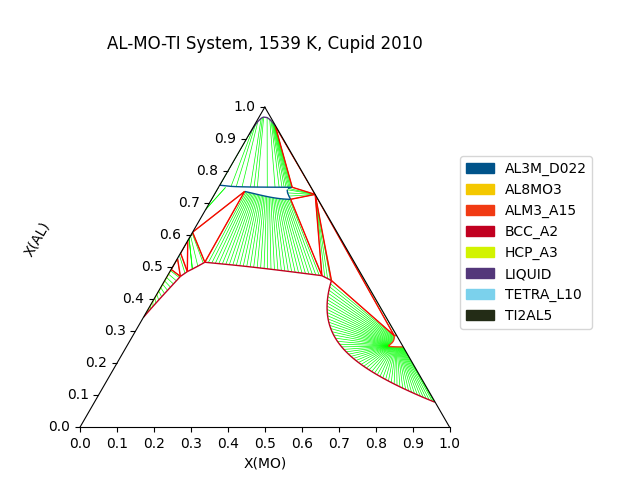 AL-MO-TI System, 1539 K, Cupid 2010
1.0
0.9
0.8
0.7
0.6
0.5
0.4
0.3
0.2
0.1
0.0
X(AL)
0.0 0.1 0.2 0.3 0.4 0.5 0.6 0.7 0.8 0.9 1.0
X(MO)
AL3M_D022
AL8MO3
ALM3_A15
BCC_A2
HCP_A3
LIQUID
TETRA_L10
TI2AL5